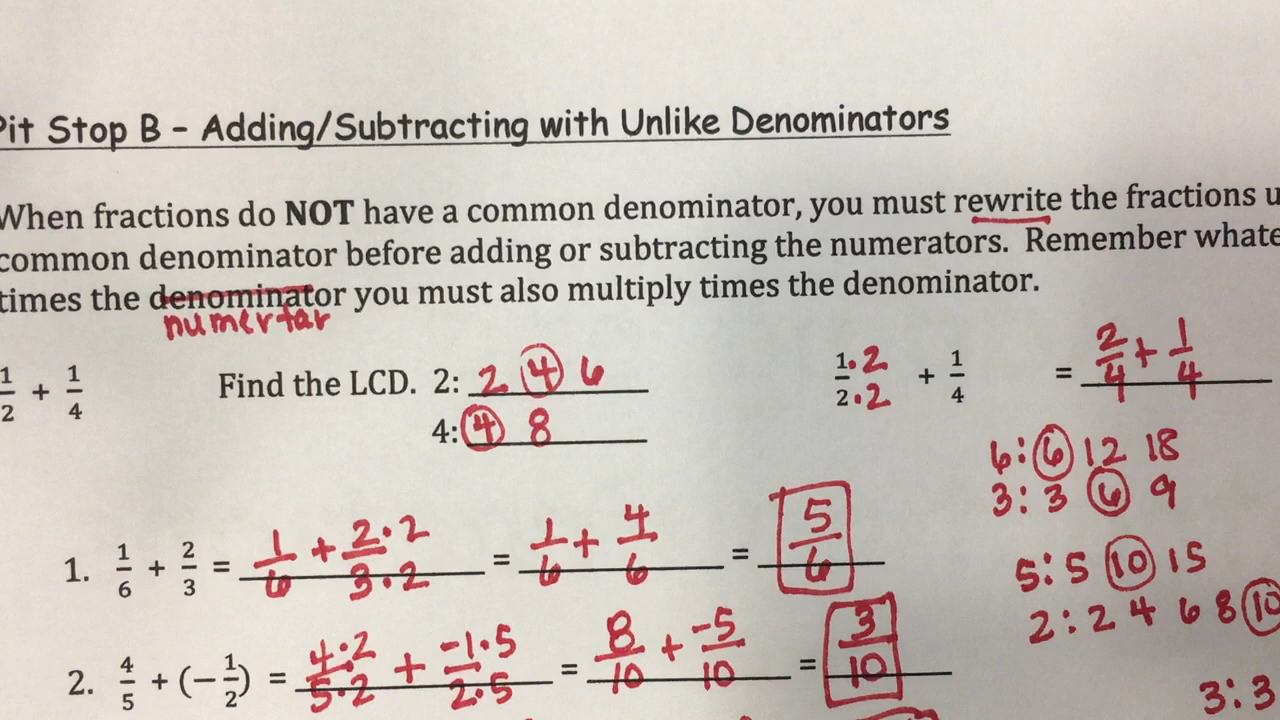 Pit Stop B - Adding/Subtracting with Unlike Denominators
When fractions do NOT have a common denominator, you must rewrite the fractions u
common denominator before adding or subtracting the numerators. Remember whate
times the denominator you must also multiply times the denominator.
numertar
1/2 + 1/4 Find the LCD. 2: 2 4 6 1·2/2·2 + 1/4 = 2/4 + 1/4
4: 4 8
6: 6 12 18
3: 3 6 9
1. 1/6 + 2/3 = 1/6 + 2·2/3·2 = 1/6 + 4/6 = 5/6
5: 5 10 15
2: 2 4 6 8 10
2. 4/5 + (-1/2) = 4·2/5·2 + -1·5/2·5 = 8/10 + -5/10 = 3/10
3: 3